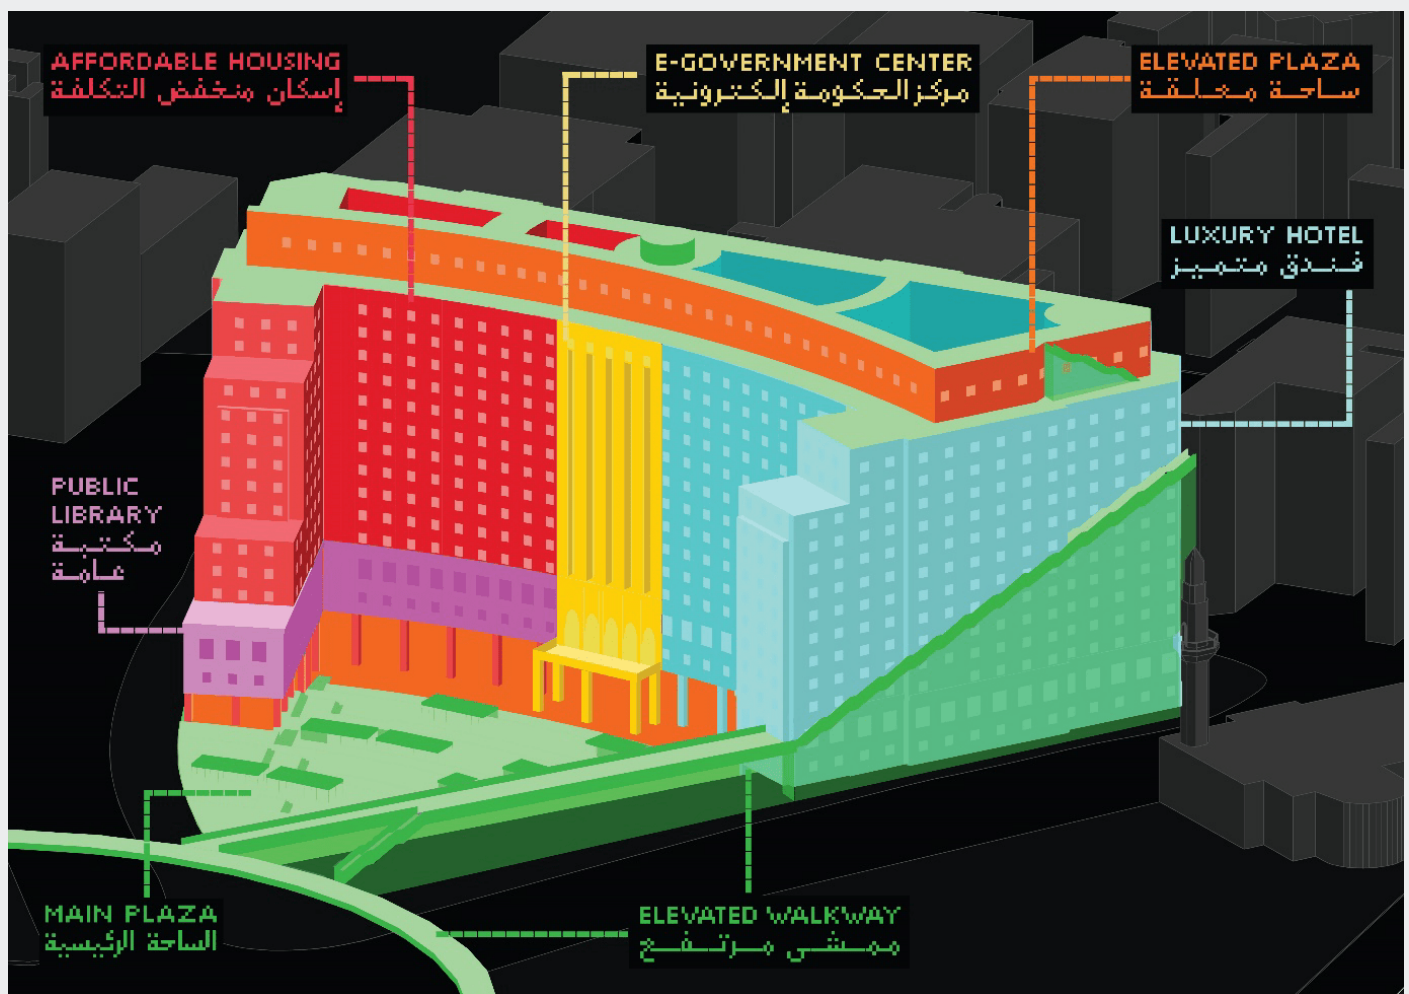 AFFORDABLE HOUSING
إسكان منخفض التكلفة
E-GOVERNMENT CENTER
مركز الحكومة إلكترونية
ELEVATED PLAZA
ساحة معلقة
LUXURY HOTEL
فندق متميز
PUBLIC
LIBRARY
مكتبة
عامة
MAIN PLAZA
الساحة الرئيسية
ELEVATED WALKWAY
ممشى مرتفع